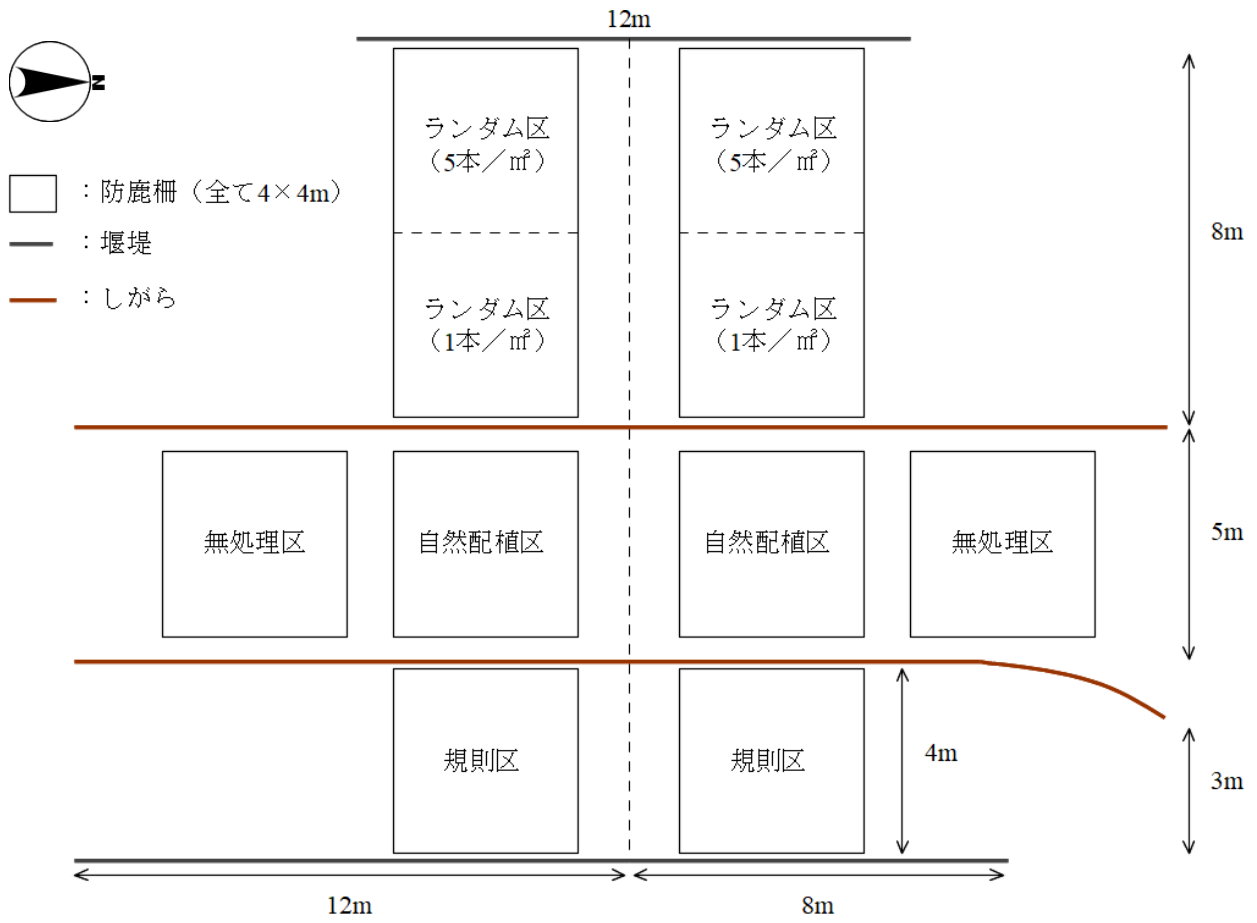 12m
N
：防鹿柵（全て4×4m）
：堰堤
：しがら
ランダム区
（5本／㎡）
ランダム区
（5本／㎡）
ランダム区
（1本／㎡）
ランダム区
（1本／㎡）
8m
無処理区
自然配植区
自然配植区
無処理区
5m
規則区
規則区
4m
3m
12m
8m